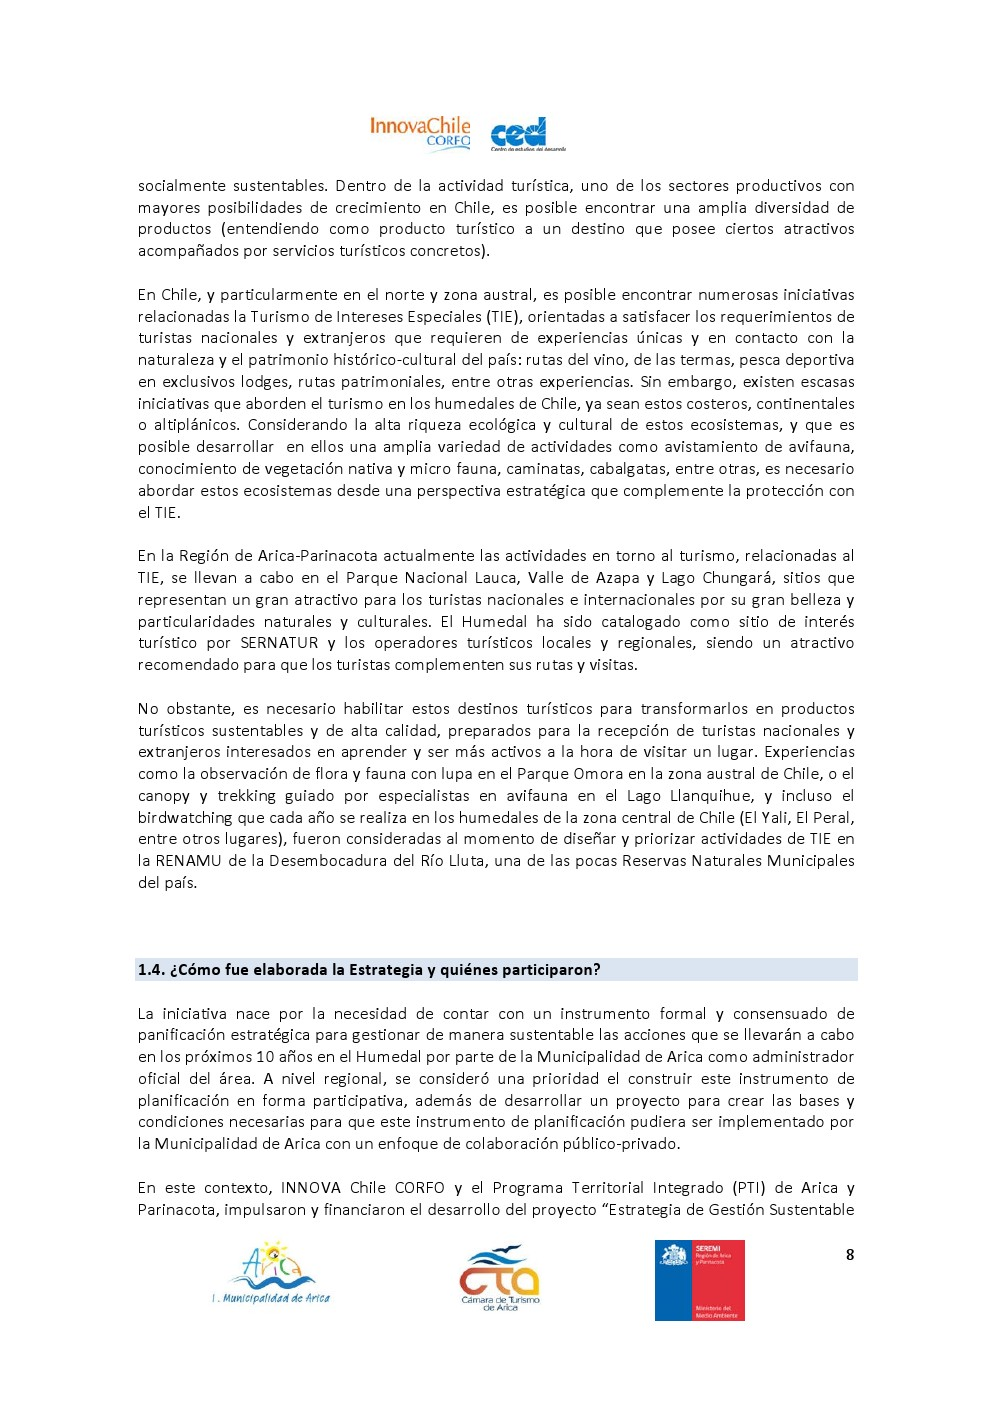 InnovaChile
CORFO
ced
Centro de estudios del desarrollo
socialmente sustentables. Dentro de la actividad turística, uno de los sectores productivos con
mayores posibilidades de crecimiento en Chile, es posible encontrar una amplia diversidad de
productos (entendiendo como producto turístico a un destino que posee ciertos atractivos
acompañados por servicios turísticos concretos).
En Chile, y particularmente en el norte y zona austral, es posible encontrar numerosas iniciativas
relacionadas la Turismo de Intereses Especiales (TIE), orientadas a satisfacer los requerimientos de
turistas nacionales y extranjeros que requieren de experiencias únicas y en contacto con la
naturaleza y el patrimonio histórico-cultural del país: rutas del vino, de las termas, pesca deportiva
en exclusivos lodges, rutas patrimoniales, entre otras experiencias. Sin embargo, existen escasas
iniciativas que aborden el turismo en los humedales de Chile, ya sean estos costeros, continentales
o altiplánicos. Considerando la alta riqueza ecológica y cultural de estos ecosistemas, y que es
posible desarrollar en ellos una amplia variedad de actividades como avistamiento de avifauna,
conocimiento de vegetación nativa y micro fauna, caminatas, cabalgatas, entre otras, es necesario
abordar estos ecosistemas desde una perspectiva estratégica que complemente la protección con
el TIE.
En la Región de Arica-Parinacota actualmente las actividades en torno al turismo, relacionadas al
TIE, se llevan a cabo en el Parque Nacional Lauca, Valle de Azapa y Lago Chungará, sitios que
representan un gran atractivo para los turistas nacionales e internacionales por su gran belleza y
particularidades naturales y culturales. El Humedal ha sido catalogado como sitio de interés
turístico por SERNATUR y los operadores turísticos locales y regionales, siendo un atractivo
recomendado para que los turistas complementen sus rutas y visitas.
No obstante, es necesario habilitar estos destinos turísticos para transformarlos en productos
turísticos sustentables y de alta calidad, preparados para la recepción de turistas nacionales y
extranjeros interesados en aprender y ser más activos a la hora de visitar un lugar. Experiencias
como la observación de flora y fauna con lupa en el Parque Omora en la zona austral de Chile, o el
canopy y trekking guiado por especialistas en avifauna en el Lago Llanquihue, y incluso el
birdwatching que cada año se realiza en los humedales de la zona central de Chile (El Yali, El Peral,
entre otros lugares), fueron consideradas al momento de diseñar y priorizar actividades de TIE en
la RENAMU de la Desembocadura del Río Lluta, una de las pocas Reservas Naturales Municipales
del país.
1.4. ¿Cómo fue elaborada la Estrategia y quiénes participaron?
La iniciativa nace por la necesidad de contar con un instrumento formal y consensuado de
panificación estratégica para gestionar de manera sustentable las acciones que se llevarán a cabo
en los próximos 10 años en el Humedal por parte de la Municipalidad de Arica como administrador
oficial del área. A nivel regional, se consideró una prioridad el construir este instrumento de
planificación en forma participativa, además de desarrollar un proyecto para crear las bases y
condiciones necesarias para que este instrumento de planificación pudiera ser implementado por
la Municipalidad de Arica con un enfoque de colaboración público-privado.
En este contexto, INNOVA Chile CORFO y el Programa Territorial Integrado (PTI) de Arica y
Parinacota, impulsaron y financiaron el desarrollo del proyecto “Estrategia de Gestión Sustentable
Arica
I. Municipalidad de Arica
CTA
Cámara de Turismo
de Arica
SEREMI
Región de Arica
y Parinacota
Ministerio del
Medio Ambiente
8